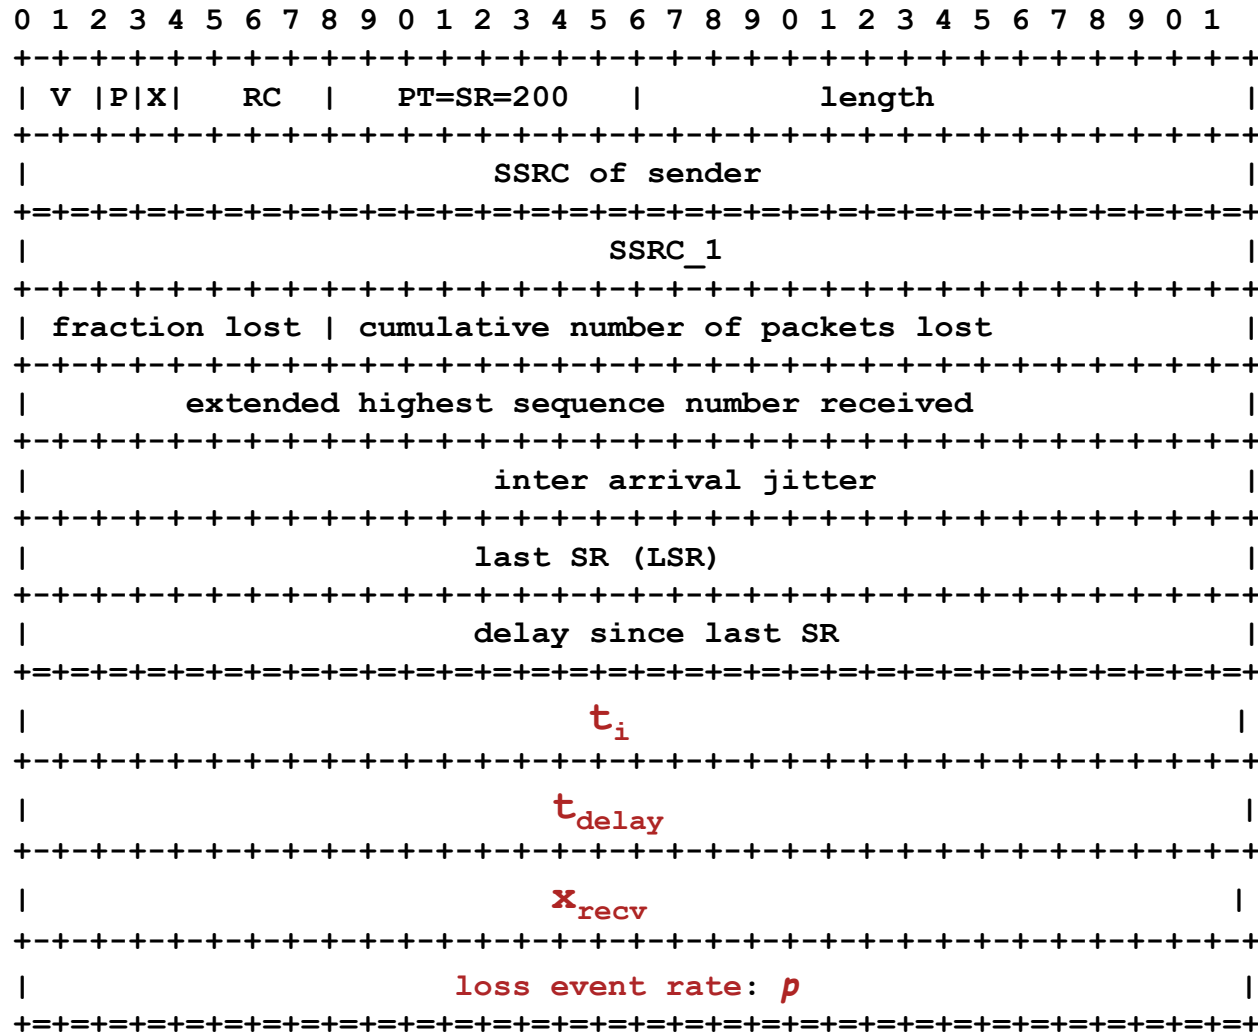 0 1 2 3 4 5 6 7 8 9 0 1 2 3 4 5 6 7 8 9 0 1 2 3 4 5 6 7 8 9 0 1
+-+-+-+-+-+-+-+-+-+-+-+-+-+-+-+-+-+-+-+-+-+-+-+-+-+-+-+-+-+-+-+-+
| V |P|X| RC | PT=SR=200 | length |
+-+-+-+-+-+-+-+-+-+-+-+-+-+-+-+-+-+-+-+-+-+-+-+-+-+-+-+-+-+-+-+-+
| SSRC of sender |
+=+=+=+=+=+=+=+=+=+=+=+=+=+=+=+=+=+=+=+=+=+=+=+=+=+=+=+=+=+=+=+=+
| SSRC_1 |
+-+-+-+-+-+-+-+-+-+-+-+-+-+-+-+-+-+-+-+-+-+-+-+-+-+-+-+-+-+-+-+-+
| fraction lost | cumulative number of packets lost |
+-+-+-+-+-+-+-+-+-+-+-+-+-+-+-+-+-+-+-+-+-+-+-+-+-+-+-+-+-+-+-+-+
| extended highest sequence number received |
+-+-+-+-+-+-+-+-+-+-+-+-+-+-+-+-+-+-+-+-+-+-+-+-+-+-+-+-+-+-+-+-+
| inter arrival jitter |
+-+-+-+-+-+-+-+-+-+-+-+-+-+-+-+-+-+-+-+-+-+-+-+-+-+-+-+-+-+-+-+-+
| last SR (LSR) |
+-+-+-+-+-+-+-+-+-+-+-+-+-+-+-+-+-+-+-+-+-+-+-+-+-+-+-+-+-+-+-+-+
| delay since last SR |
+=+=+=+=+=+=+=+=+=+=+=+=+=+=+=+=+=+=+=+=+=+=+=+=+=+=+=+=+=+=+=+=+
| ti |
+-+-+-+-+-+-+-+-+-+-+-+-+-+-+-+-+-+-+-+-+-+-+-+-+-+-+-+-+-+-+-+-+
| tdelay |
+-+-+-+-+-+-+-+-+-+-+-+-+-+-+-+-+-+-+-+-+-+-+-+-+-+-+-+-+-+-+-+-+
| xrecv |
+-+-+-+-+-+-+-+-+-+-+-+-+-+-+-+-+-+-+-+-+-+-+-+-+-+-+-+-+-+-+-+-+
| loss event rate: p |
+=+=+=+=+=+=+=+=+=+=+=+=+=+=+=+=+=+=+=+=+=+=+=+=+=+=+=+=+=+=+=+=+